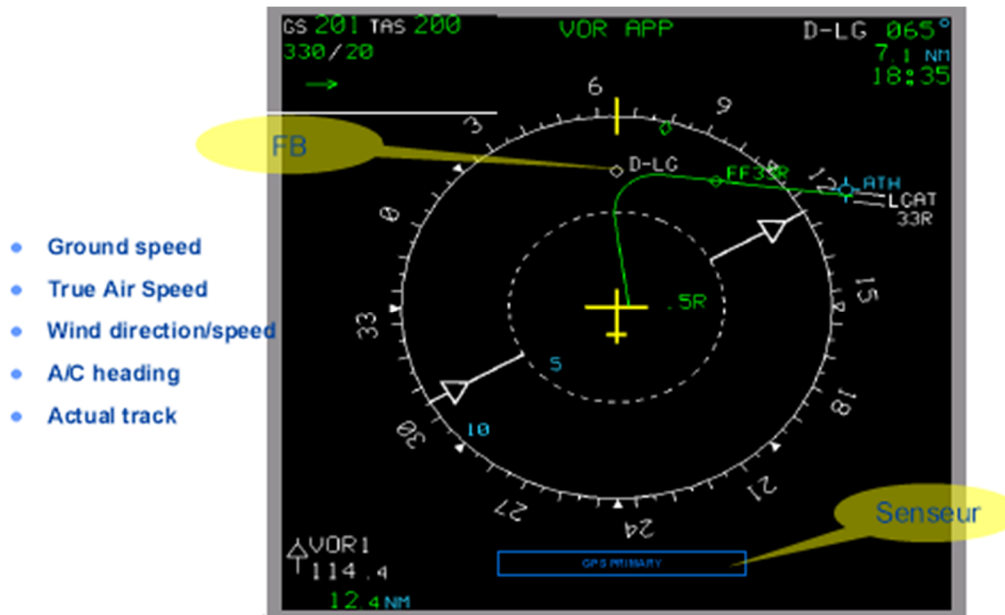 GS 201 TAS 200
330/20
→
VOR APP
D-LG 065°
7.1 NM
18:35
FB
D-LG
FF33R
ATH
LGAT
33R
.5R
5
10
0
3
6
9
12
15
18
21
24
27
30
33
Ground speed
True Air Speed
Wind direction/speed
A/C heading
Actual track
Senseur
GPS PRIMARY
VOR1
114.4
12.4 NM